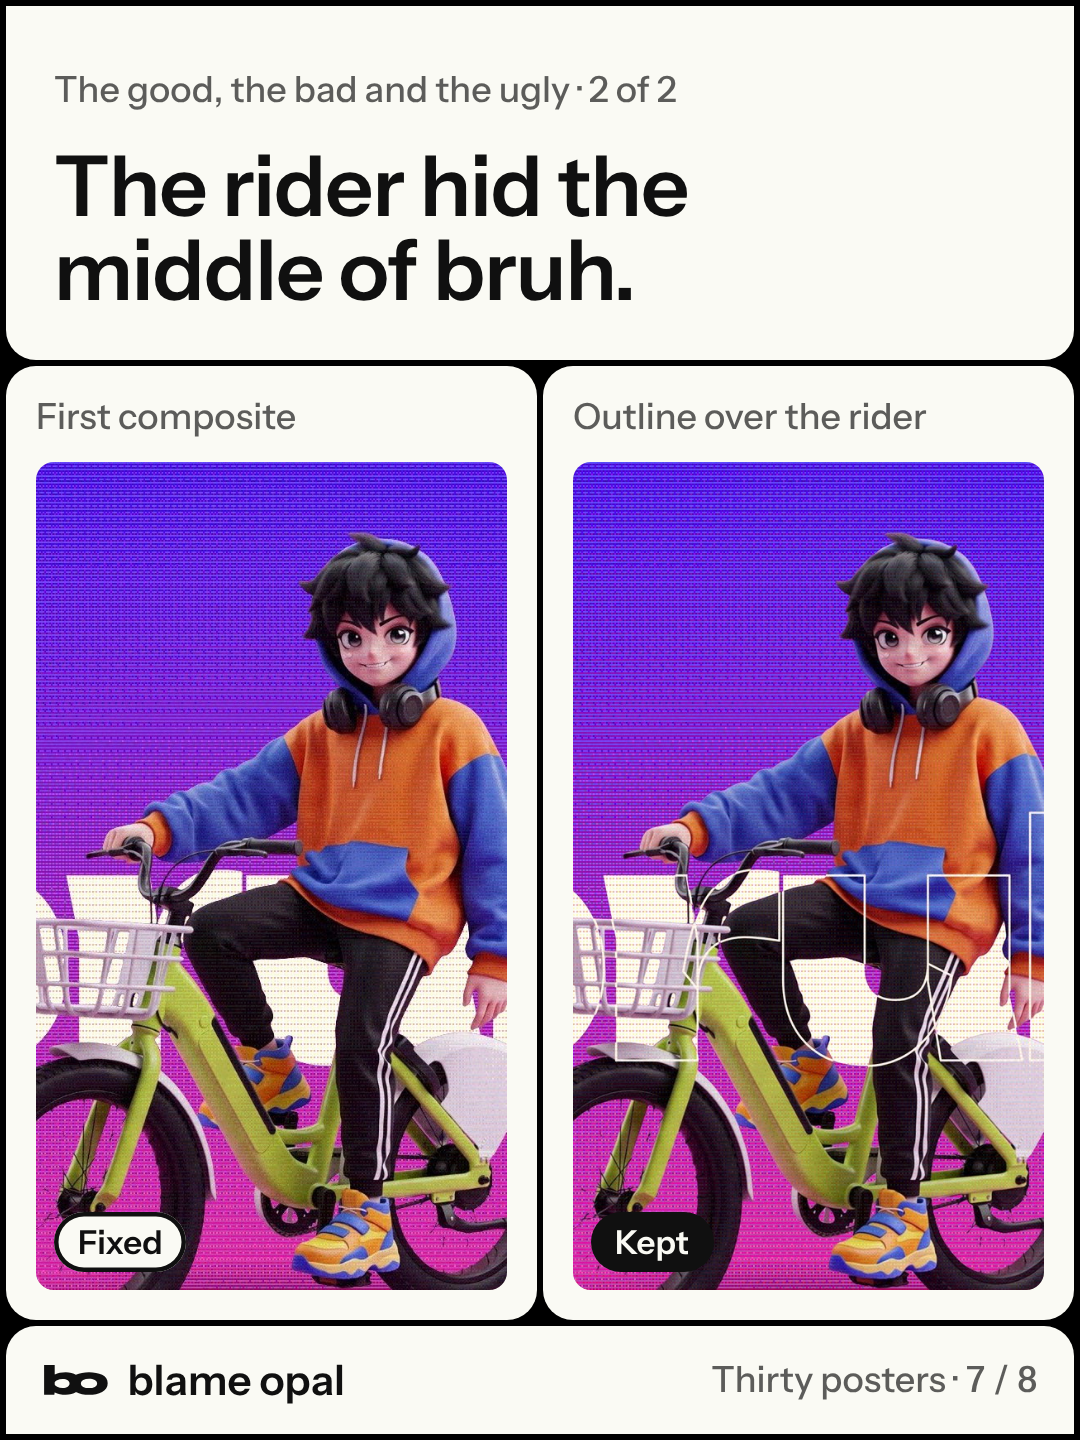 The good, the bad and the ugly · 2 of 2
The rider hid the
middle of bruh.
First composite
Outline over the rider
Fixed
Kept
bo blame opal
Thirty posters · 7 / 8